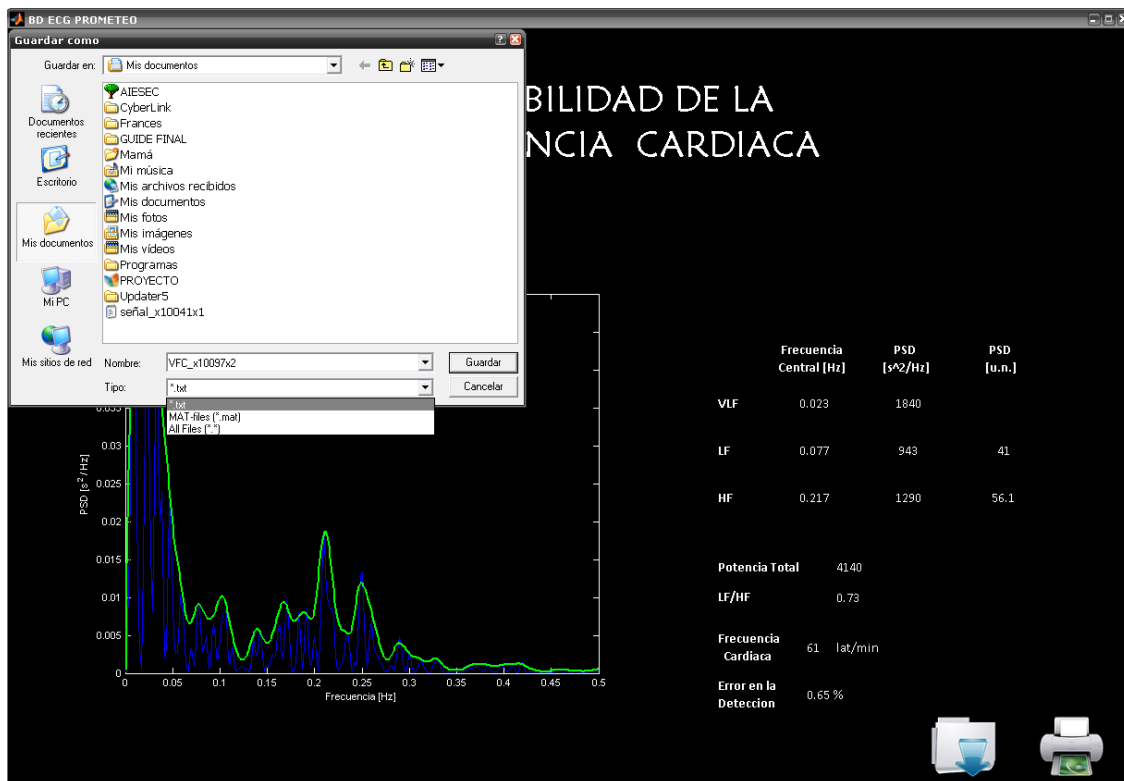 BD ECG PROMETEO
Guardar como
Guardar en: Mis documentos
Documentos
recientes
Escritorio
Mis documentos
Mi PC
Mis sitios de red
AIESEC
CyberLink
Frances
GUIDE FINAL
Mamá
Mi música
Mis archivos recibidos
Mis documentos
Mis fotos
Mis imágenes
Mis vídeos
Programas
PROYECTO
Updater5
señal_x10041x1
Nombre: VFC_x10097x2 Guardar
Tipo: *.txt Cancelar
*.txt
MAT-files (*.mat)
All Files (*.*)
BILIDAD DE LA
NCIA CARDIACA
PSD [s^2/Hz]
0.035
0.03
0.025
0.02
0.015
0.01
0.005
0
0 0.05 0.1 0.15 0.2 0.25 0.3 0.35 0.4 0.45 0.5
Frecuencia [Hz]
Frecuencia PSD PSD
Central [Hz] [s^2/Hz] [u.n.]
VLF 0.023 1840
LF 0.077 943 41
HF 0.217 1290 56.1
Potencia Total 4140
LF/HF 0.73
Frecuencia
Cardiaca 61 lat/min
Error en la
Deteccion 0.65 %